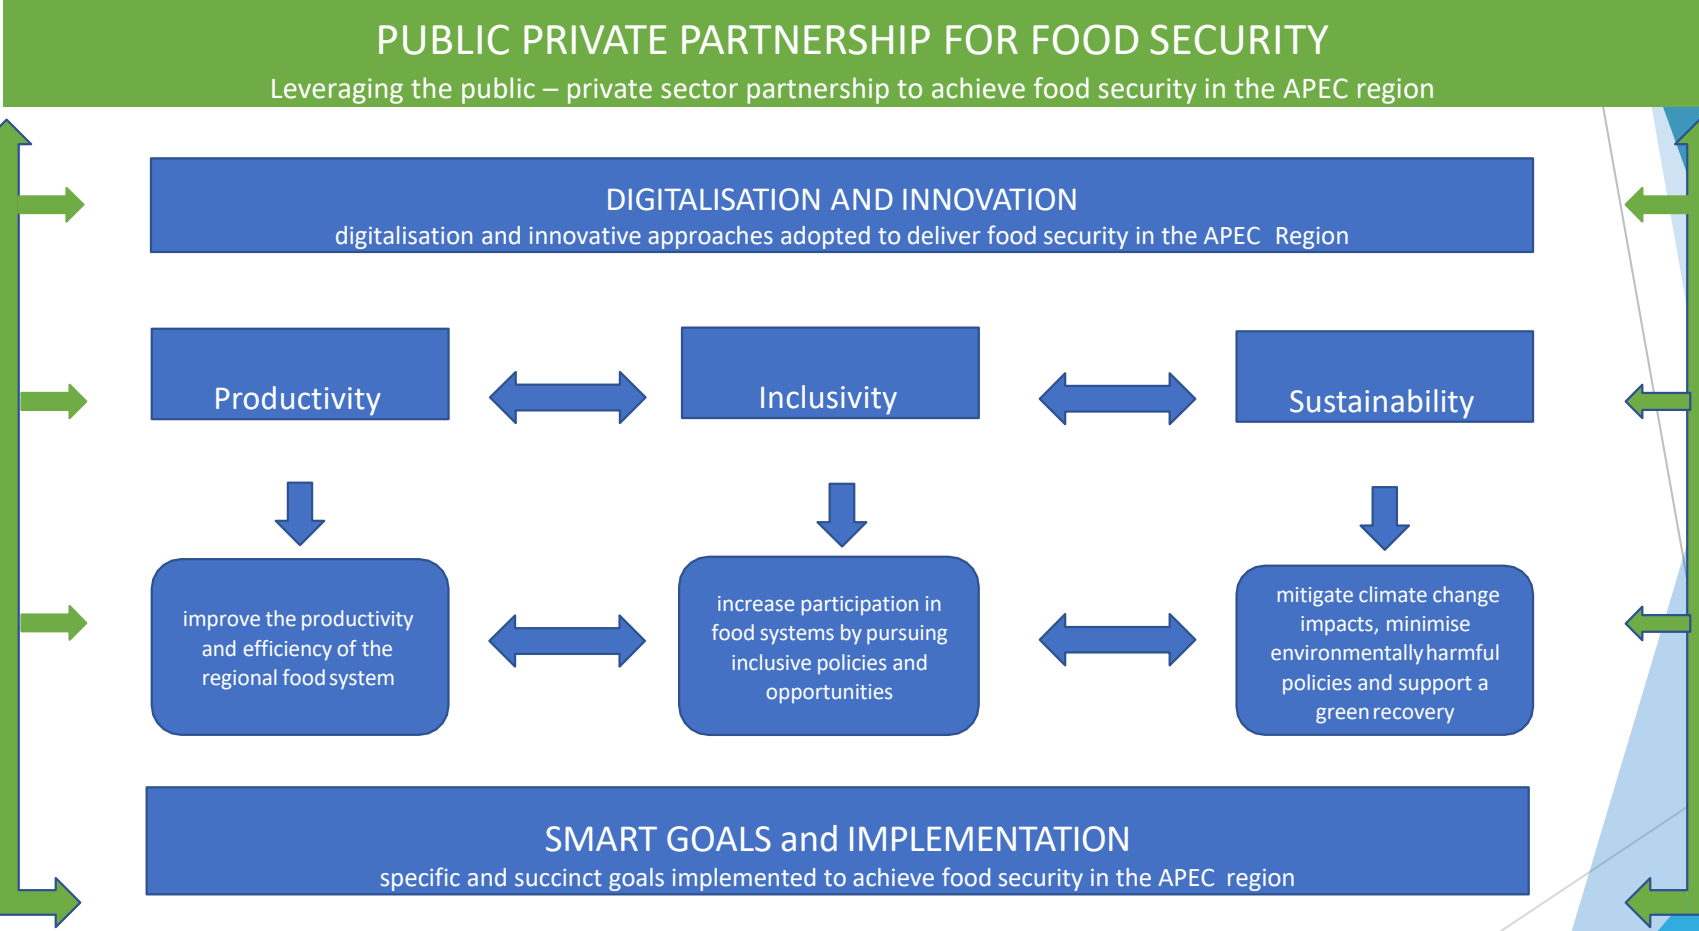 PUBLIC PRIVATE PARTNERSHIP FOR FOOD SECURITY
Leveraging the public – private sector partnership to achieve food security in the APEC region
DIGITALISATION AND INNOVATION
digitalisation and innovative approaches adopted to deliver food security in the APEC Region
Productivity
Inclusivity
Sustainability
improve the productivity
and efficiency of the
regional food system
increase participation in
food systems by pursuing
inclusive policies and
opportunities
mitigate climate change
impacts, minimise
environmentally harmful
policies and support a
green recovery
SMART GOALS and IMPLEMENTATION
specific and succinct goals implemented to achieve food security in the APEC region